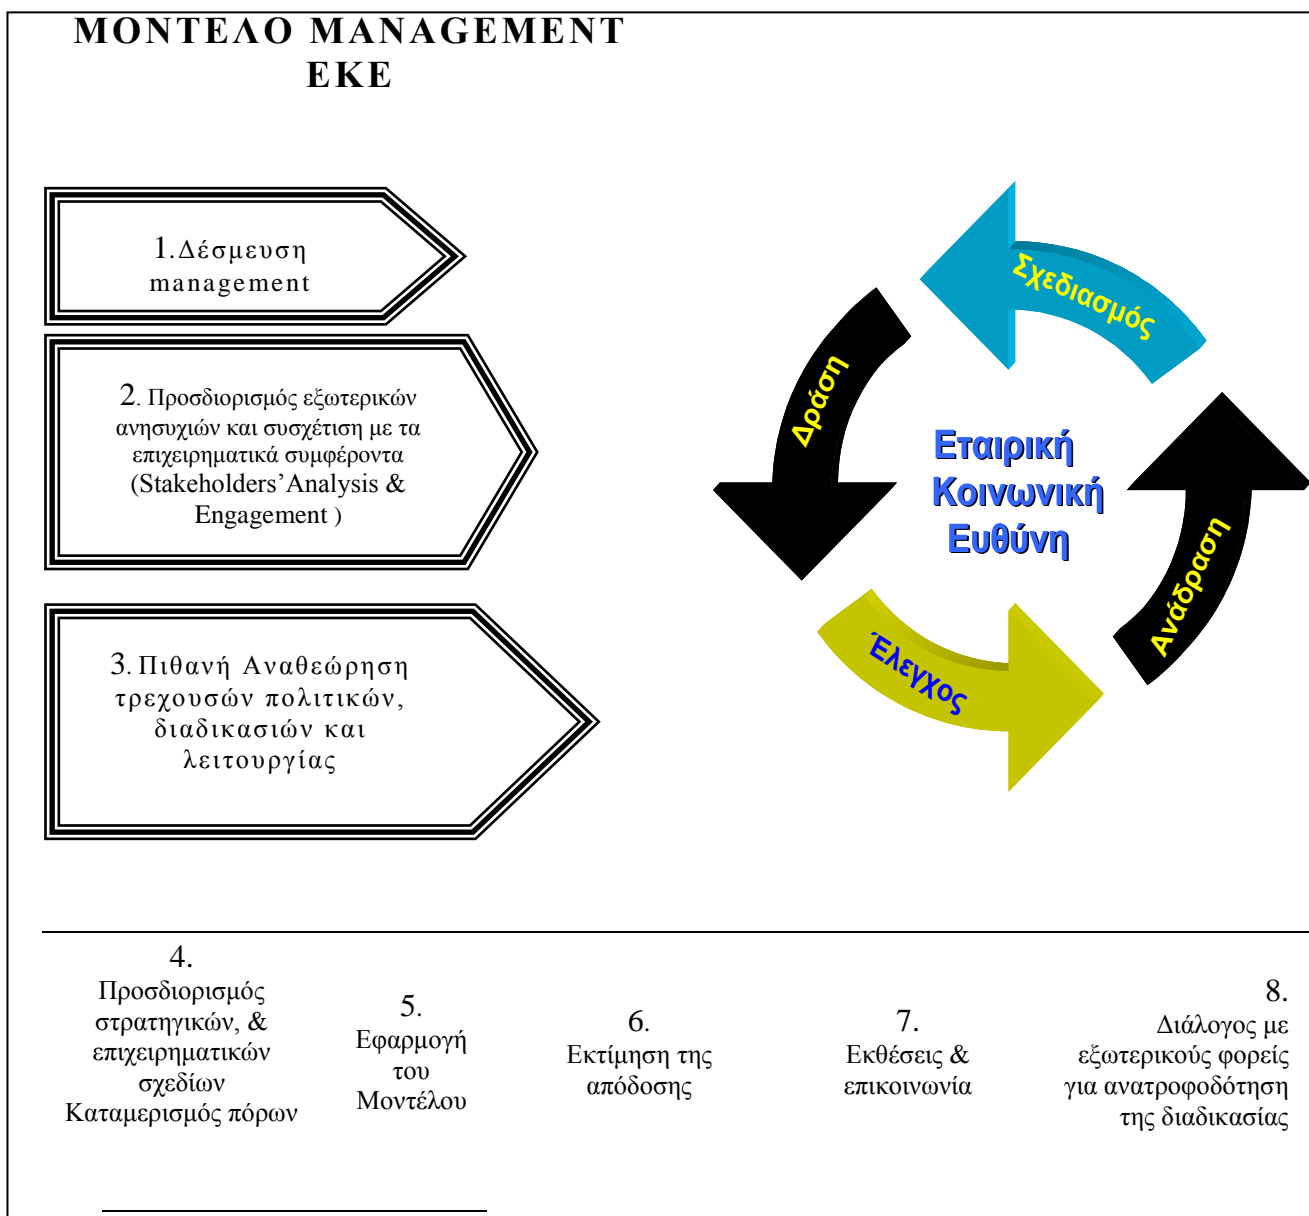 ΜΟΝΤΕΛΟ MANAGEMENT
ΕΚΕ
1.Δέσμευση
management
2. Προσδιορισμός εξωτερικών
ανησυχιών και συσχέτιση με τα
επιχειρηματικά συμφέροντα
(Stakeholders’Analysis &
Engagement )
3. Πιθανή Αναθεώρηση
τρεχουσών πολιτικών,
διαδικασιών και
λειτουργίας
Σχεδιασμός
Δράση
Εταιρική
Κοινωνική
Ευθύνη
Ανάδραση
Έλεγχος
4.
Προσδιορισμός
στρατηγικών, &
επιχειρηματικών
σχεδίων
Καταμερισμός πόρων
5.
Εφαρμογή
του
Μοντέλου
6.
Εκτίμηση της
απόδοσης
7.
Εκθέσεις &
επικοινωνία
8.
Διάλογος με
εξωτερικούς φορείς
για ανατροφοδότηση
της διαδικασίας